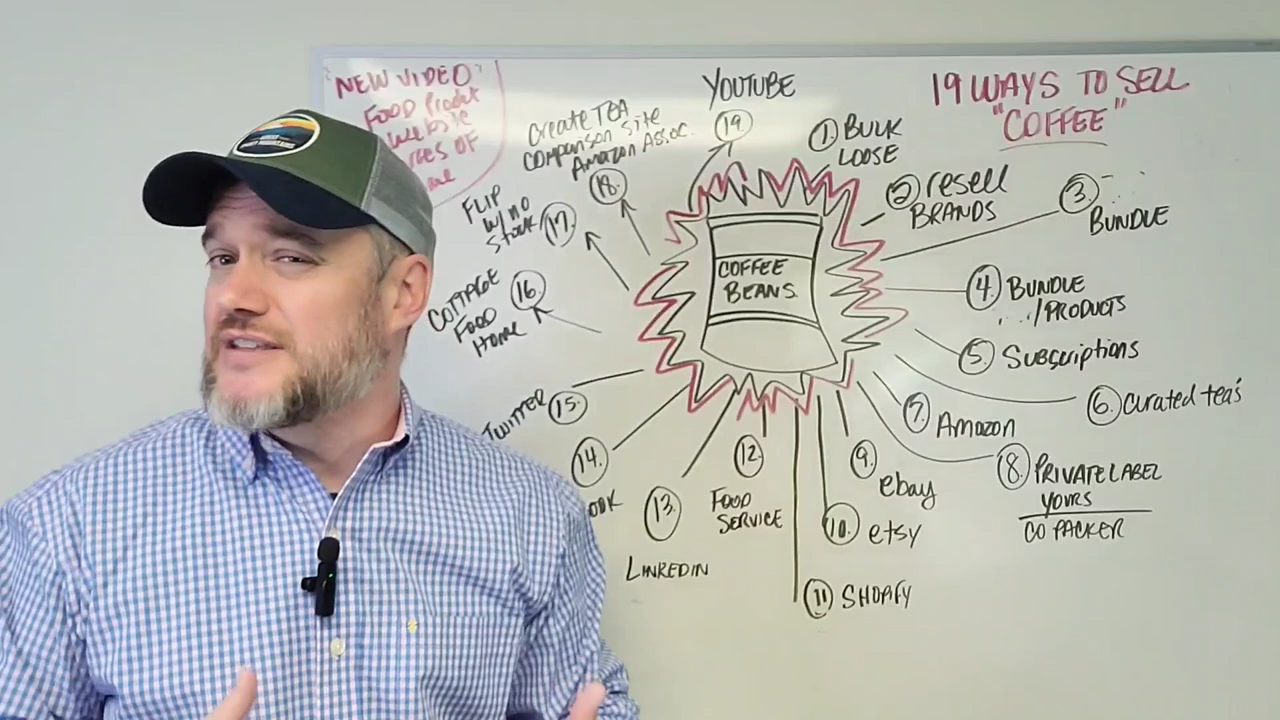 "NEW VIDEO"
FOOD Product
Website
OF
YOUTUBE
19.
19 WAYS TO SELL
"COFFEE"
Create TEA
COMPARISON SITE
Amazon Assoc.
18.
1. BULK
LOOSE
2. resell
BRANDS
3.
BUNDLE
FLIP
W/ no
Stock
17.
COFFEE
BEANS
4. BUNDLE
/PRODUCTS
COTTAGE
FOOD
Home
16.
5. Subscriptions
6. Curated tea's
TWITTER 15.
7. Amazon
14.
8. PRIVATE LABEL
YOURS
CO PACKER
13.
LINKEDIN
12.
FOOD
SERVICE
9.
ebay
10. etsy
11 SHOPIFY